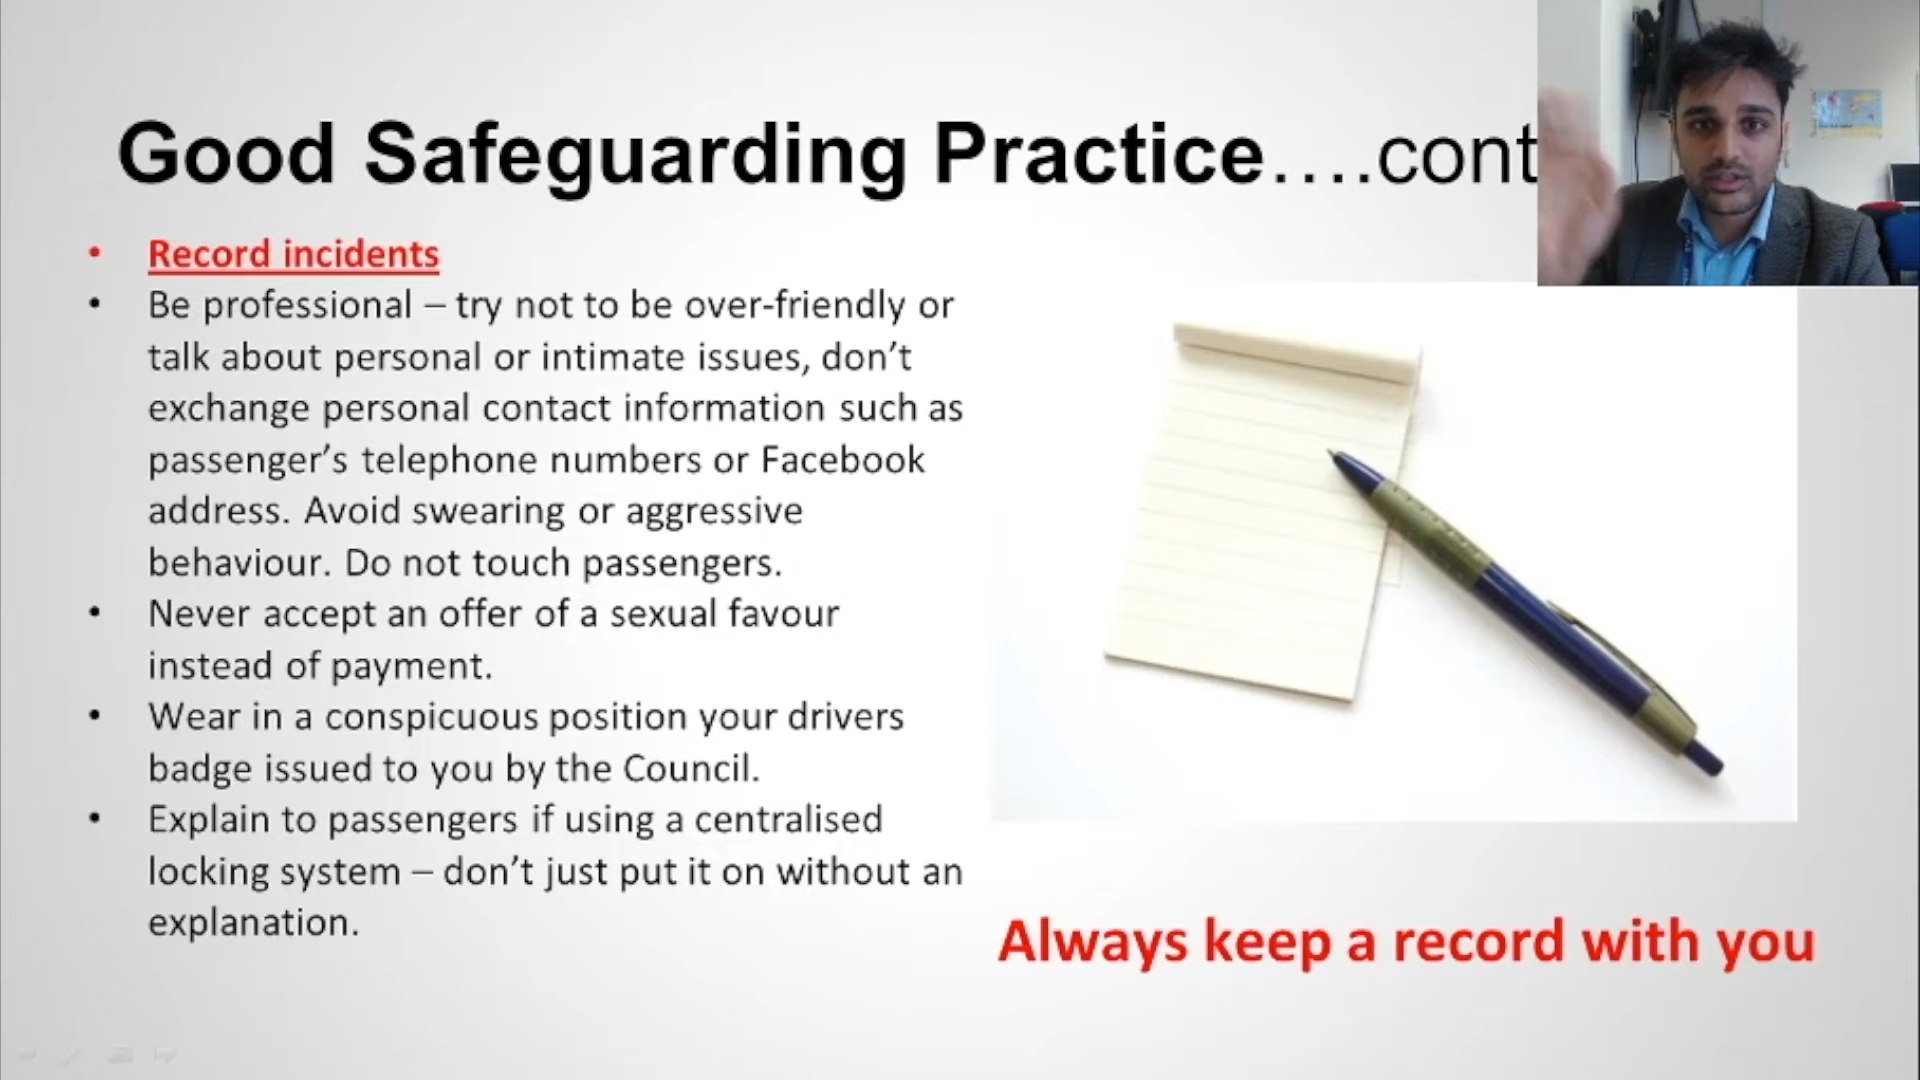 Good Safeguarding Practice….cont
• Record incidents
• Be professional – try not to be over-friendly or
talk about personal or intimate issues, don’t
exchange personal contact information such as
passenger’s telephone numbers or Facebook
address. Avoid swearing or aggressive
behaviour. Do not touch passengers.
• Never accept an offer of a sexual favour
instead of payment.
• Wear in a conspicuous position your drivers
badge issued to you by the Council.
• Explain to passengers if using a centralised
locking system – don’t just put it on without an
explanation.
Always keep a record with you